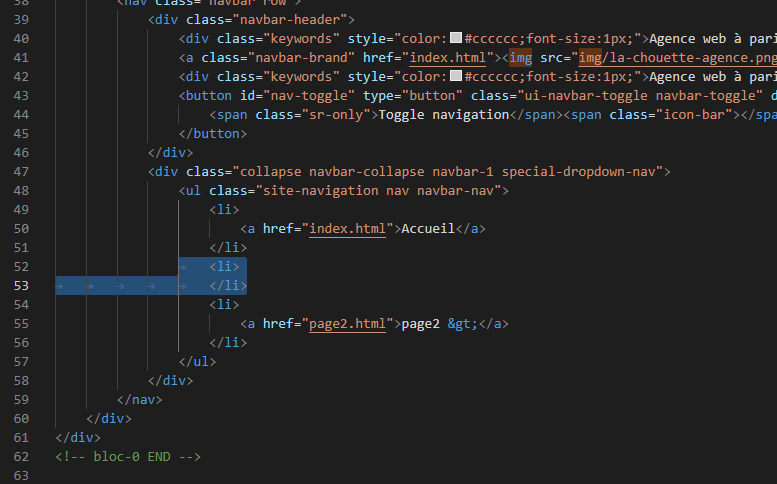 38 <nav class="navbar row">
39 <div class="navbar-header">
40 <div class="keywords" style="color:#cccccc;font-size:1px;">Agence web à pari
41 <a class="navbar-brand" href="index.html"><img src="img/la-chouette-agence.png
42 <div class="keywords" style="color:#cccccc;font-size:1px;">Agence web à pari
43 <button id="nav-toggle" type="button" class="ui-navbar-toggle navbar-toggle" d
44 <span class="sr-only">Toggle navigation</span><span class="icon-bar"></sp
45 </button>
46 </div>
47 <div class="collapse navbar-collapse navbar-1 special-dropdown-nav">
48 <ul class="site-navigation nav navbar-nav">
49 <li>
50 <a href="index.html">Accueil</a>
51 </li>
52 <li>
53 </li>
54 <li>
55 <a href="page2.html">page2 &gt;</a>
56 </li>
57 </ul>
58 </div>
59 </nav>
60 </div>
61 </div>
62 <!-- bloc-0 END -->
63